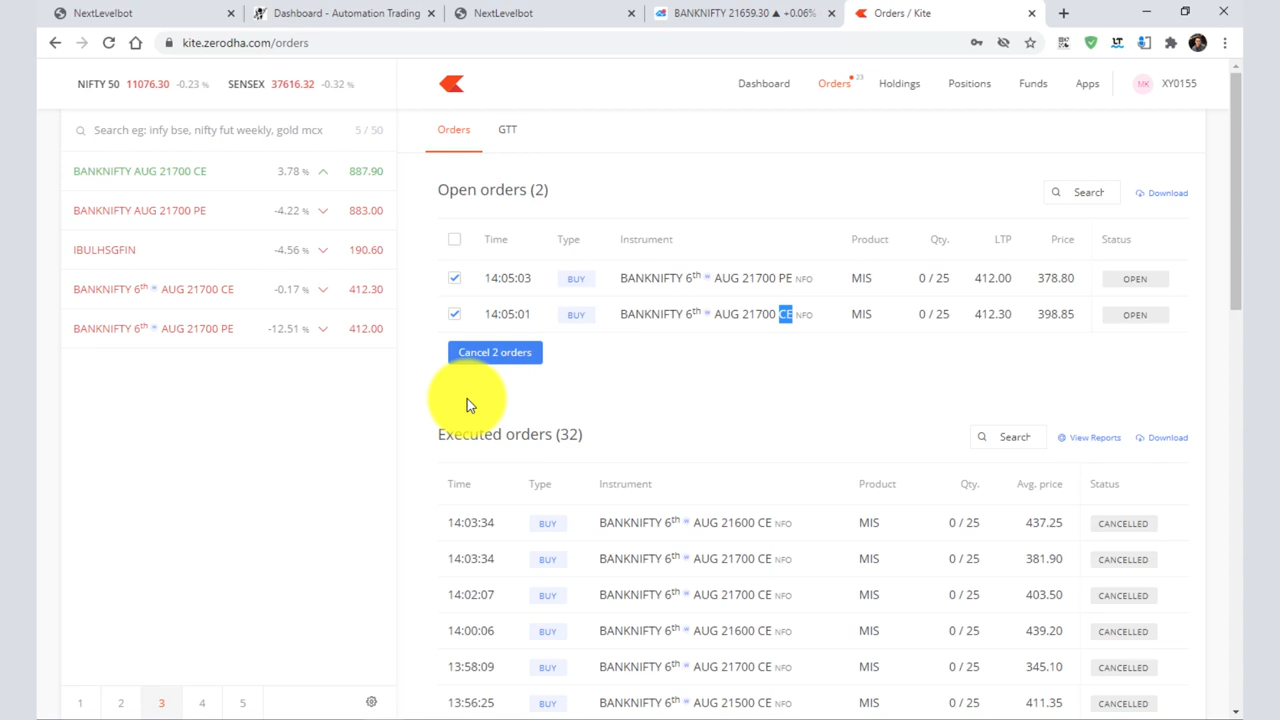 NextLevelbot
Dashboard - Automation Trading
NextLevelbot
BANKNIFTY 21659.30 ▲ +0.06%
Orders / Kite
kite.zerodha.com/orders
NIFTY 50 11076.30 -0.23 %
SENSEX 37616.32 -0.32 %
Dashboard
Orders 23
Holdings
Positions
Funds
Apps
MK XY0155
Search eg: infy bse, nifty fut weekly, gold mcx 5 / 50
BANKNIFTY AUG 21700 CE 3.78 % 887.90
BANKNIFTY AUG 21700 PE -4.22 % 883.00
IBULHSGFIN -4.56 % 190.60
BANKNIFTY 6th AUG 21700 CE -0.17 % 412.30
BANKNIFTY 6th AUG 21700 PE -12.51 % 412.00
1 2 3 4 5
Orders GTT
Open orders (2) Search Download
Time Type Instrument Product Qty. LTP Price Status
14:05:03 BUY BANKNIFTY 6th AUG 21700 PE NFO MIS 0 / 25 412.00 378.80 OPEN
14:05:01 BUY BANKNIFTY 6th AUG 21700 CE NFO MIS 0 / 25 412.30 398.85 OPEN
Cancel 2 orders
Executed orders (32) Search View Reports Download
Time Type Instrument Product Qty. Avg. price Status
14:03:34 BUY BANKNIFTY 6th AUG 21600 CE NFO MIS 0 / 25 437.25 CANCELLED
14:03:34 BUY BANKNIFTY 6th AUG 21700 CE NFO MIS 0 / 25 381.90 CANCELLED
14:02:07 BUY BANKNIFTY 6th AUG 21700 CE NFO MIS 0 / 25 403.50 CANCELLED
14:00:06 BUY BANKNIFTY 6th AUG 21600 CE NFO MIS 0 / 25 439.20 CANCELLED
13:58:09 BUY BANKNIFTY 6th AUG 21700 CE NFO MIS 0 / 25 345.10 CANCELLED
13:56:25 BUY BANKNIFTY 6th AUG 21500 CE NFO MIS 0 / 25 411.35 CANCELLED